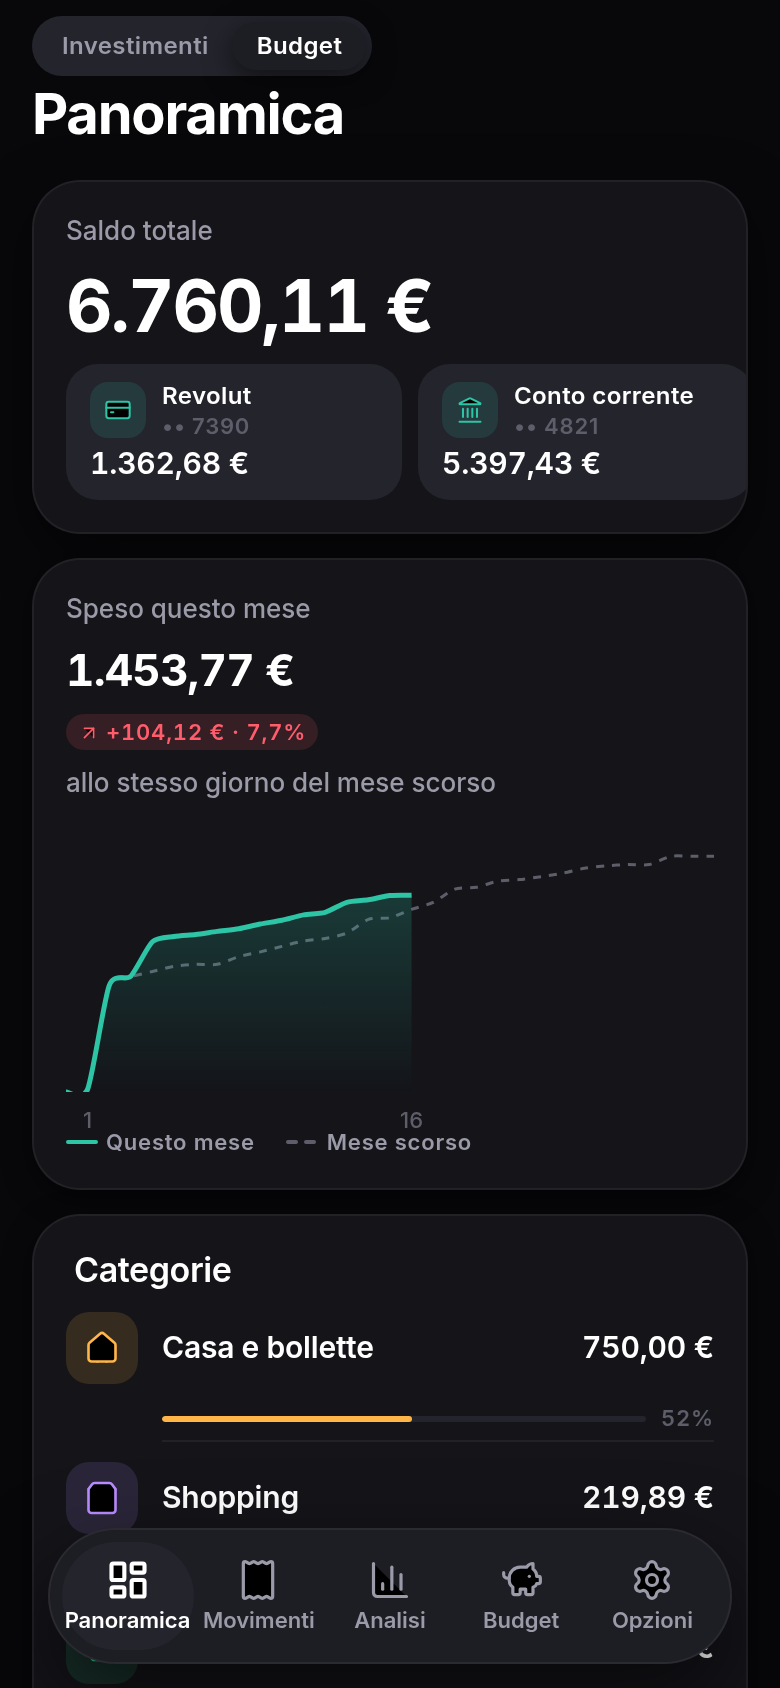 Investimenti Budget
Panoramica
Saldo totale
6.760,11 €
Revolut
•• 7390
1.362,68 €
Conto corrente
•• 4821
5.397,43 €
Speso questo mese
1.453,77 €
+104,12 € · 7,7%
allo stesso giorno del mese scorso
1 16
Questo mese Mese scorso
Categorie
Casa e bollette 750,00 €
52%
Shopping 219,89 €
Panoramica Movimenti Analisi Budget Opzioni